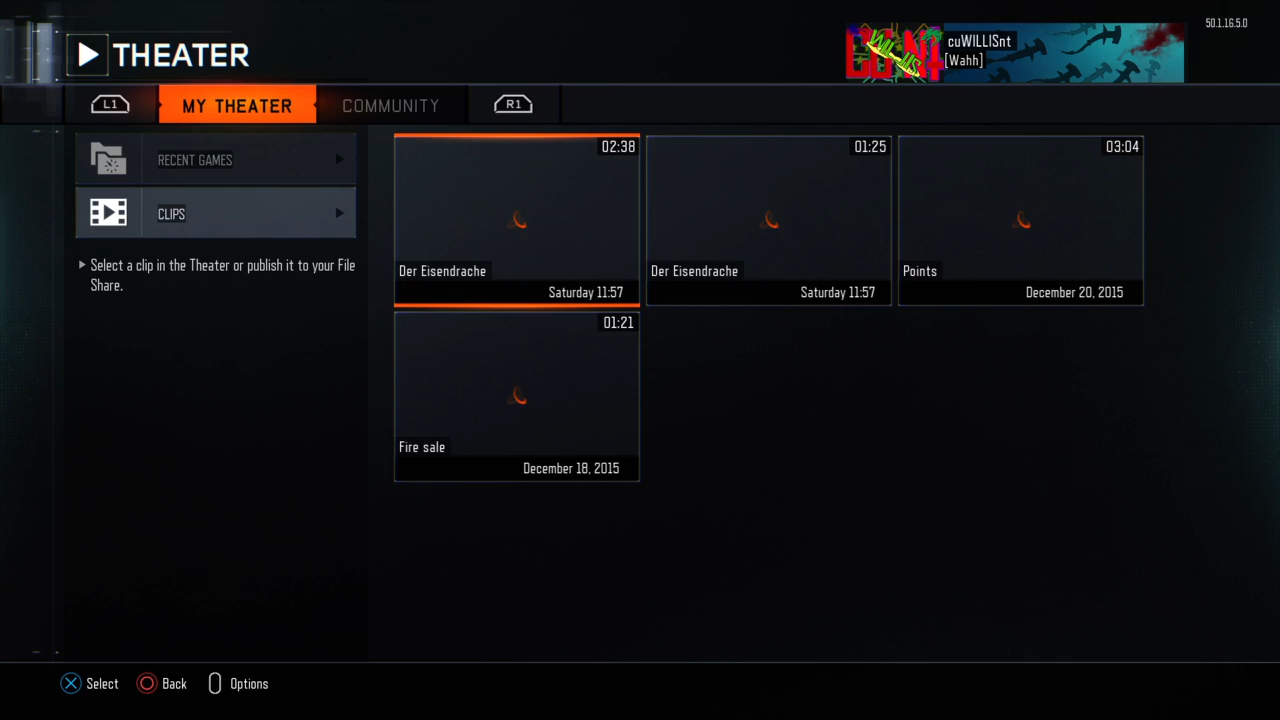 50.1.16.5.0
THEATER
cuWILLISnt
[Wahh]
L1
MY THEATER
COMMUNITY
R1
RECENT GAMES
CLIPS
Select a clip in the Theater or publish it to your File
Share.
02:38
Der Eisendrache
Saturday 11:57
01:25
Der Eisendrache
Saturday 11:57
03:04
Points
December 20, 2015
01:21
Fire sale
December 18, 2015
Select
Back
Options